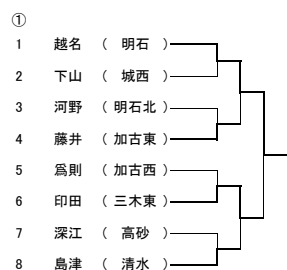 ①
1 越名 ( 明石 )
2 下山 ( 城西 )
3 河野 ( 明石北 )
4 藤井 ( 加古東 )
5 爲則 ( 加古西 )
6 印田 ( 三木東 )
7 深江 ( 高砂 )
8 島津 ( 清水 )